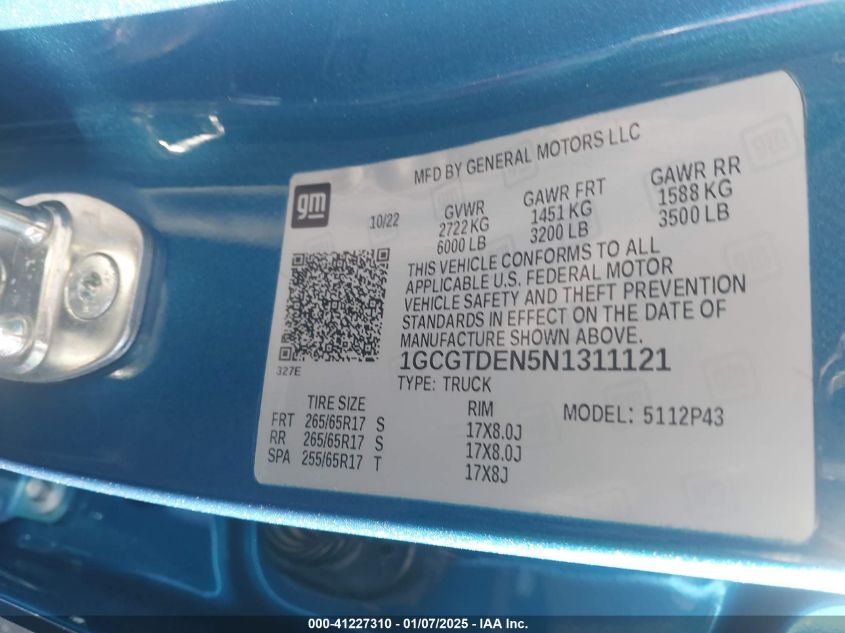 MFD BY GENERAL MOTORS LLC
gm
10/22
GVWR
2722 KG
6000 LB
GAWR FRT
1451 KG
3200 LB
GAWR RR
1588 KG
3500 LB
THIS VEHICLE CONFORMS TO ALL
APPLICABLE U.S. FEDERAL MOTOR
VEHICLE SAFETY AND THEFT PREVENTION
STANDARDS IN EFFECT ON THE DATE OF
MANUFACTURE SHOWN ABOVE.
327E
1GCGTDEN5N1311121
TYPE: TRUCK
TIRE SIZE
RIM
MODEL: 5112P43
FRT 265/65R17 S 17X8.0J
RR 265/65R17 S 17X8.0J
SPA 255/65R17 T 17X8J
000-41227310 — 01/07/2025 — IAA Inc.